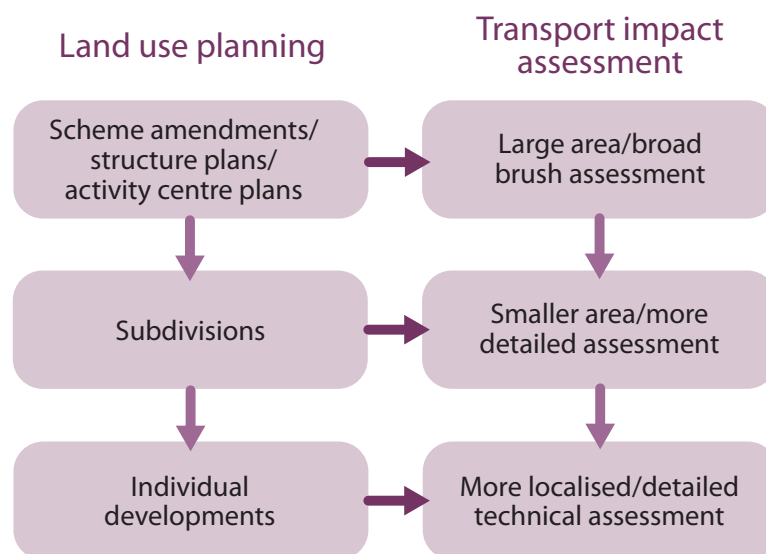 Land use planning
Transport impact
assessment
Scheme amendments/
structure plans/
activity centre plans
Large area/broad
brush assessment
Subdivisions
Smaller area/more
detailed assessment
Individual
developments
More localised/detailed
technical assessment